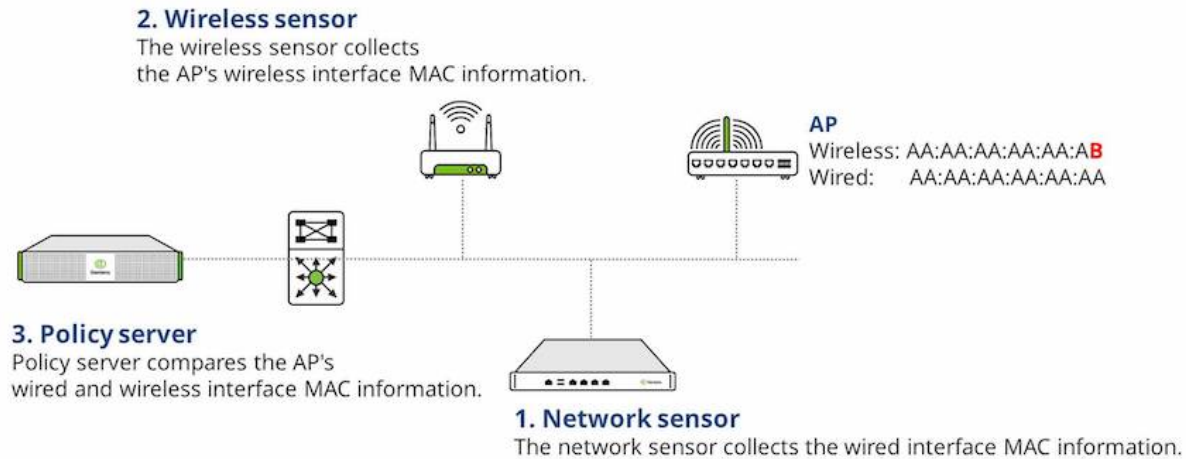 2. Wireless sensor
The wireless sensor collects
the AP's wireless interface MAC information.
AP
Wireless: AA:AA:AA:AA:AA:AB
Wired: AA:AA:AA:AA:AA:AA
3. Policy server
Policy server compares the AP's
wired and wireless interface MAC information.
1. Network sensor
The network sensor collects the wired interface MAC information.